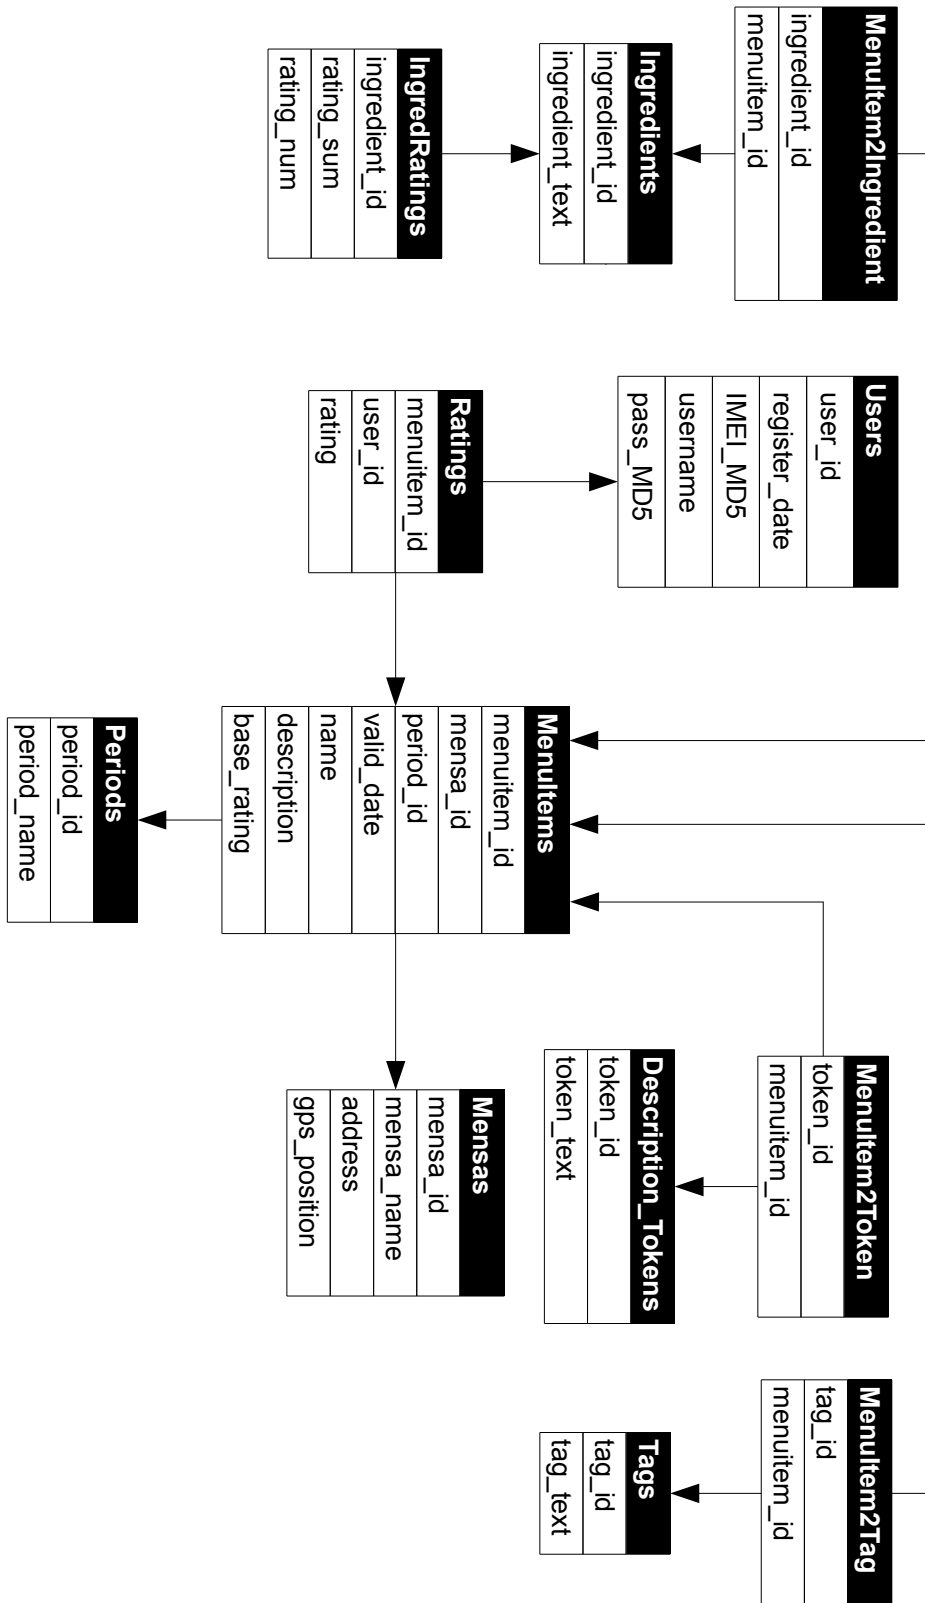 MenuItem2Ingredient
ingredient_id
menuitem_id
Users
user_id
register_date
IMEI_MD5
username
pass_MD5
MenuItem2Token
token_id
menuitem_id
MenuItem2Tag
tag_id
menuitem_id
Ingredients
ingredient_id
ingredient_text
Description_Tokens
token_id
token_text
Tags
tag_id
tag_text
MenuItems
menuitem_id
mensa_id
period_id
valid_date
name
description
base_rating
IngredRatings
ingredient_id
rating_sum
rating_num
Ratings
menuitem_id
user_id
rating
Mensas
mensa_id
mensa_name
address
gps_position
Periods
period_id
period_name